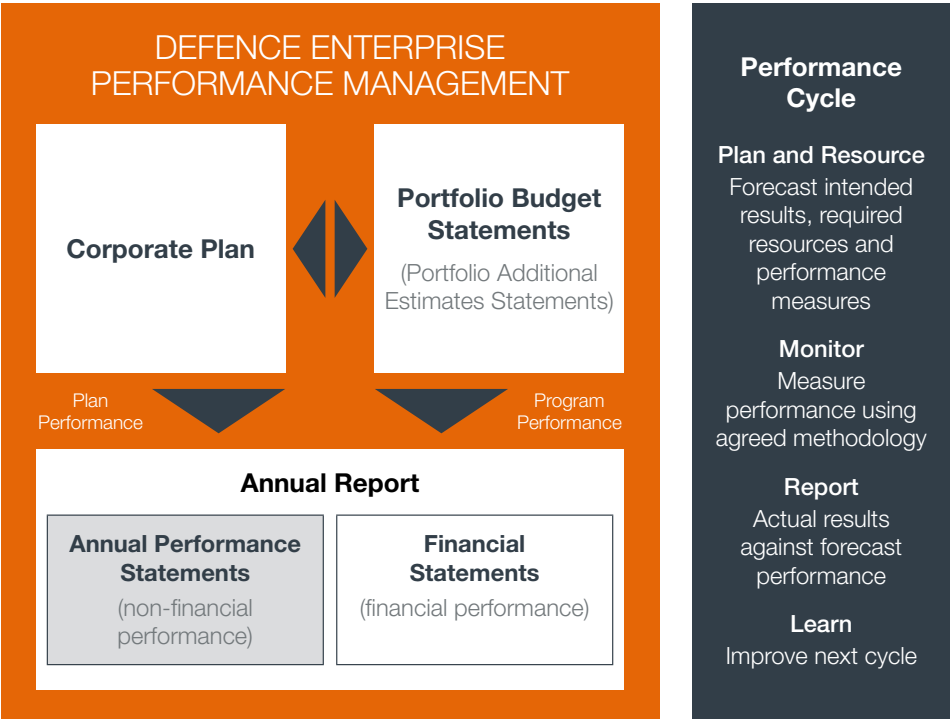 DEFENCE ENTERPRISE
PERFORMANCE MANAGEMENT
Corporate Plan
Portfolio Budget
Statements
(Portfolio Additional
Estimates Statements)
Plan
Performance
Program
Performance
Annual Report
Annual Performance
Statements
(non-financial
performance)
Financial
Statements
(financial performance)
Performance
Cycle
Plan and Resource
Forecast intended
results, required
resources and
performance
measures
Monitor
Measure
performance using
agreed methodology
Report
Actual results
against forecast
performance
Learn
Improve next cycle